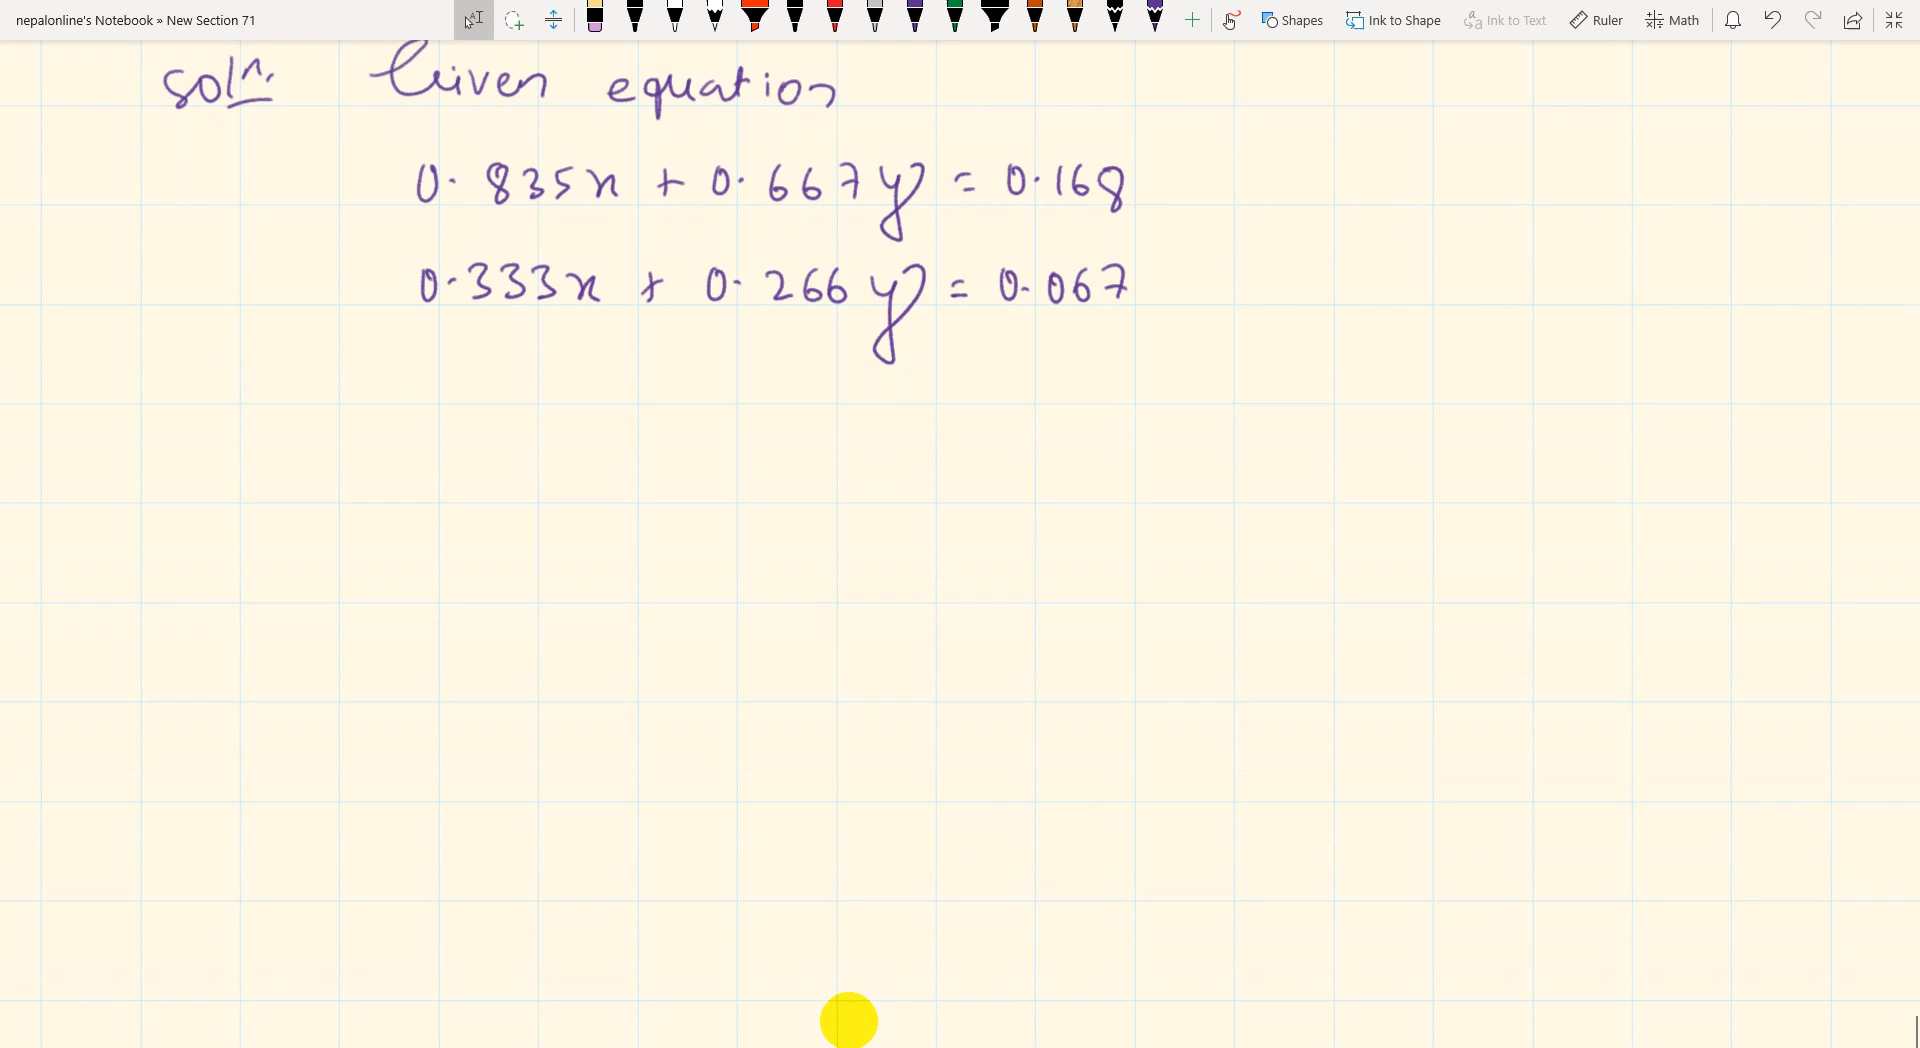 nepalonline's Notebook » New Section 71 Shapes Ink to Shape Ink to Text Ruler Math
soln. Given equation
0.835x + 0.667y = 0.168
0.333x + 0.266y = 0.067